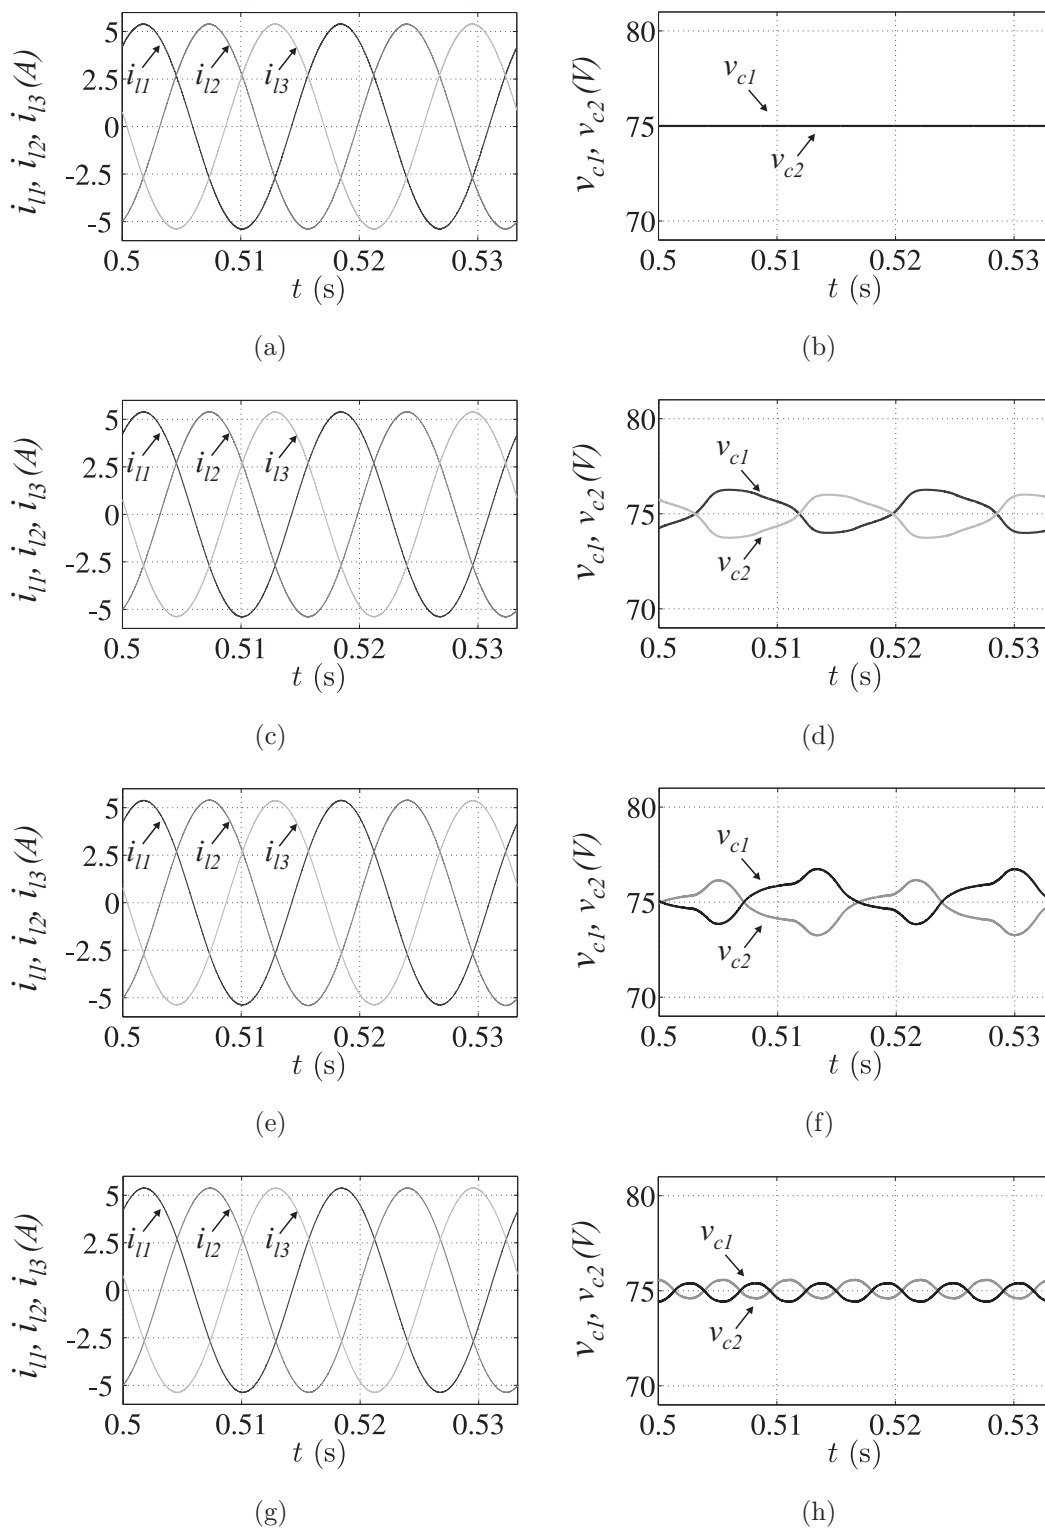 i_{l1}, i_{l2}, i_{l3} (A)
5
2.5
0
-2.5
-5
i_{l1}
i_{l2}
i_{l3}
0.5
0.51
0.52
0.53
t (s)
(a)
v_{c1}, v_{c2} (V)
80
75
70
v_{c1}
v_{c2}
0.5
0.51
0.52
0.53
t (s)
(b)
i_{l1}, i_{l2}, i_{l3} (A)
5
2.5
0
-2.5
-5
i_{l1}
i_{l2}
i_{l3}
0.5
0.51
0.52
0.53
t (s)
(c)
v_{c1}, v_{c2} (V)
80
75
70
v_{c1}
v_{c2}
0.5
0.51
0.52
0.53
t (s)
(d)
i_{l1}, i_{l2}, i_{l3} (A)
5
2.5
0
-2.5
-5
i_{l1}
i_{l2}
i_{l3}
0.5
0.51
0.52
0.53
t (s)
(e)
v_{c1}, v_{c2} (V)
80
75
70
v_{c1}
v_{c2}
0.5
0.51
0.52
0.53
t (s)
(f)
i_{l1}, i_{l2}, i_{l3} (A)
5
2.5
0
-2.5
-5
i_{l1}
i_{l2}
i_{l3}
0.5
0.51
0.52
0.53
t (s)
(g)
v_{c1}, v_{c2} (V)
80
75
70
v_{c1}
v_{c2}
0.5
0.51
0.52
0.53
t (s)
(h)